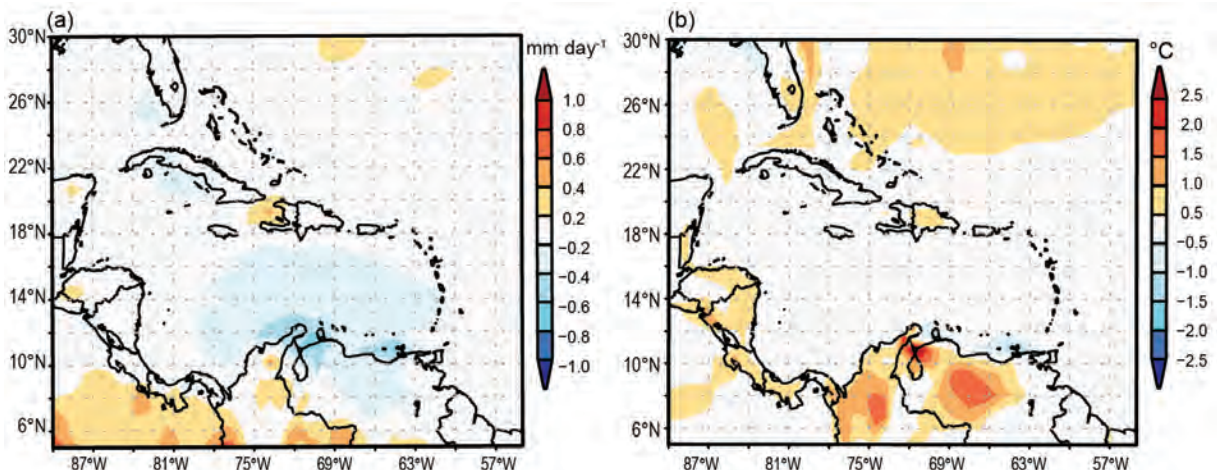 (a)
mm day⁻¹
30°N
26°N
22°N
18°N
14°N
10°N
6°N
87°W 81°W 75°W 69°W 63°W 57°W
1.0
0.8
0.6
0.4
0.2
−0.2
−0.4
−0.6
−0.8
−1.0
(b)
°C
30°N
26°N
22°N
18°N
14°N
10°N
6°N
87°W 81°W 75°W 69°W 63°W 57°W
2.5
2.0
1.5
1.0
0.5
−0.5
−1.0
−1.5
−2.0
−2.5